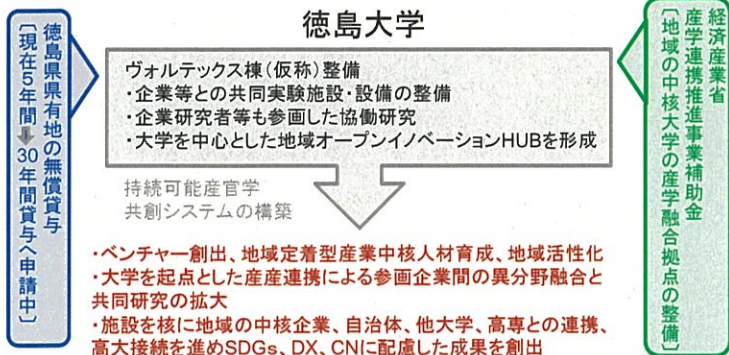 徳島大学
徳島県県有地の無償貸与
〔現在5年間➡30年間貸与へ申請中〕
ヴォルテックス棟(仮称)整備
・企業等との共同実験施設・設備の整備
・企業研究者等も参画した協働研究
・大学を中心とした地域オープンイノベーションHUBを形成
経済産業省
産学連携推進事業補助金
〔地域の中核大学の産学融合拠点の整備〕
持続可能産官学
共創システムの構築
・ベンチャー創出、地域定着型産業中核人材育成、地域活性化
・大学を起点とした産産連携による参画企業間の異分野融合と
共同研究の拡大
・施設を核に地域の中核企業、自治体、他大学、高専との連携、
高大接続を進めSDGs、DX、CNに配慮した成果を創出